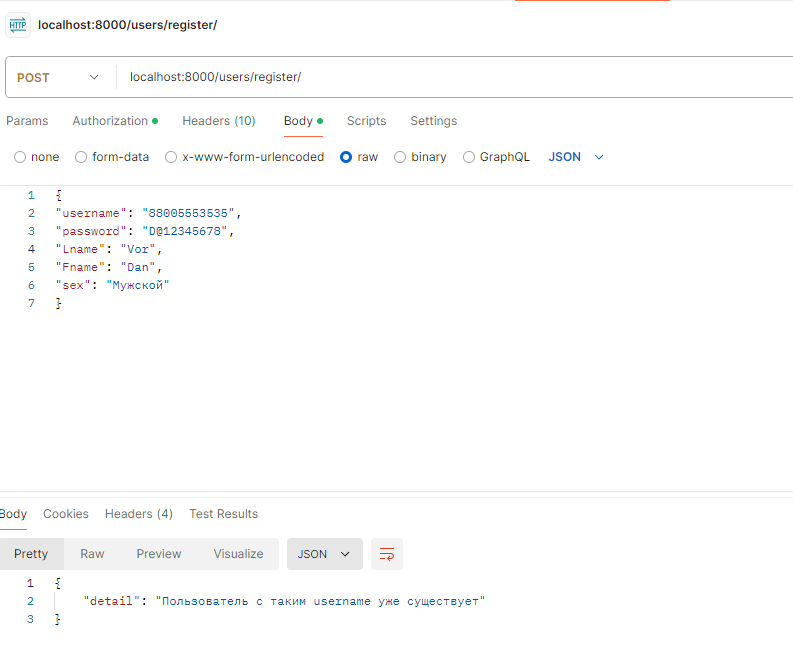 HTTP localhost:8000/users/register/
POST localhost:8000/users/register/
Params Authorization Headers (10) Body Scripts Settings
none form-data x-www-form-urlencoded raw binary GraphQL JSON
1 {
2 "username": "88005553535",
3 "password": "D@12345678",
4 "Lname": "Vor",
5 "Fname": "Dan",
6 "sex": "Мужской"
7 }
Body Cookies Headers (4) Test Results
Pretty Raw Preview Visualize JSON
1 {
2 "detail": "Пользователь с таким username уже существует"
3 }